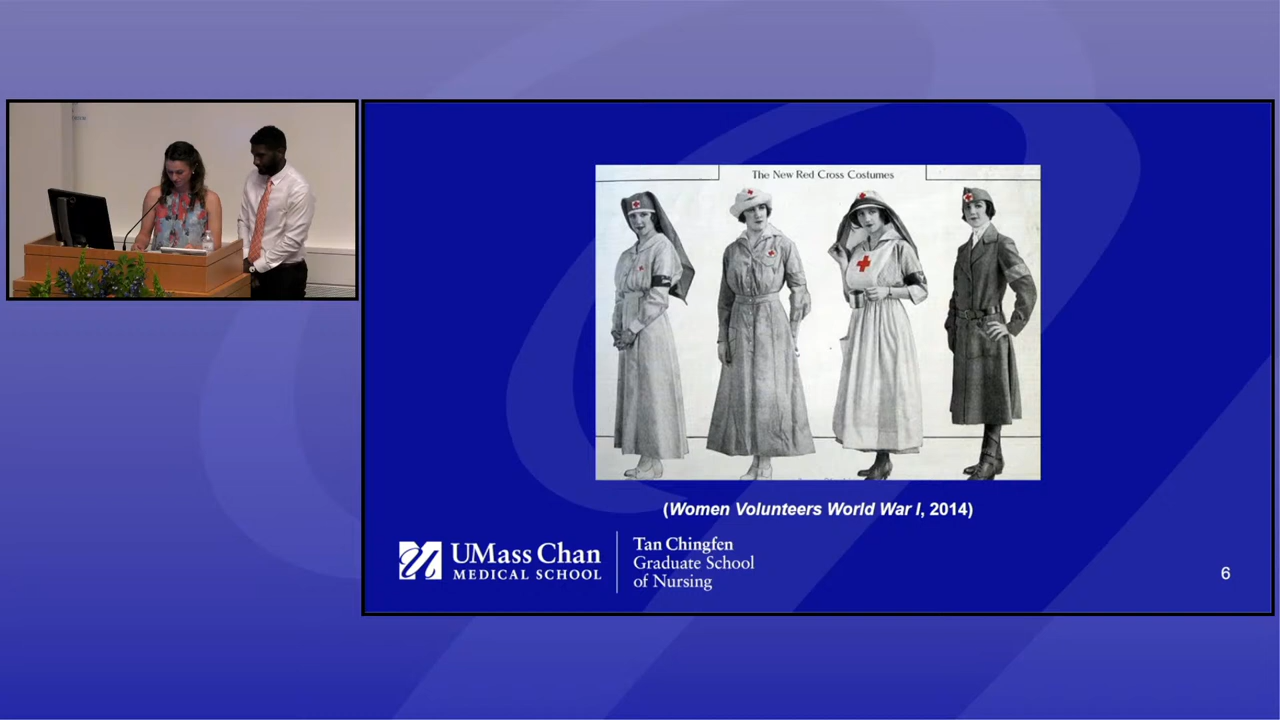 The New Red Cross Costumes
(Women Volunteers World War I, 2014)
UMass Chan
MEDICAL SCHOOL
Tan Chingfen
Graduate School
of Nursing
6